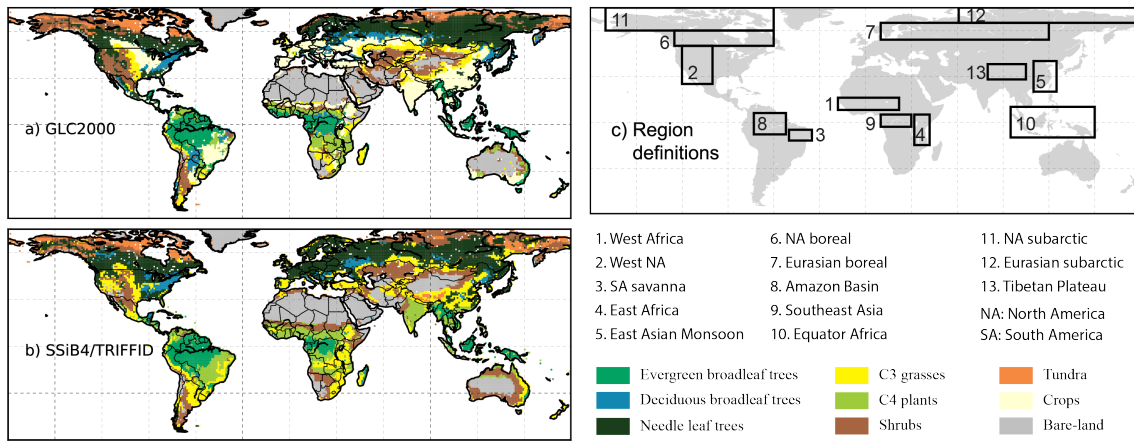 a) GLC2000
b) SSiB4/TRIFFID
11
12
7
6
2
13
5
1
8
3
9
4
10
c) Region
definitions
1. West Africa
2. West NA
3. SA savanna
4. East Africa
5. East Asian Monsoon
6. NA boreal
7. Eurasian boreal
8. Amazon Basin
9. Southeast Asia
10. Equator Africa
11. NA subarctic
12. Eurasian subarctic
13. Tibetan Plateau
NA: North America
SA: South America
Evergreen broadleaf trees
Deciduous broadleaf trees
Needle leaf trees
C3 grasses
C4 plants
Shrubs
Tundra
Crops
Bare-land